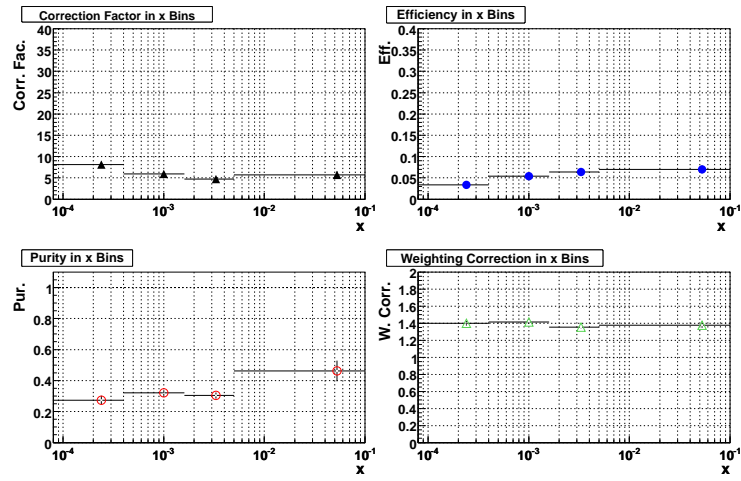 Correction Factor in x Bins
Corr. Fac.
40
35
30
25
20
15
10
5
0
10⁻⁴ 10⁻³ 10⁻² 10⁻¹
x
Efficiency in x Bins
Eff.
0.4
0.35
0.3
0.25
0.2
0.15
0.1
0.05
0
10⁻⁴ 10⁻³ 10⁻² 10⁻¹
x
Purity in x Bins
Pur.
1
0.8
0.6
0.4
0.2
0
10⁻⁴ 10⁻³ 10⁻² 10⁻¹
x
Weighting Correction in x Bins
W. Corr.
2
1.8
1.6
1.4
1.2
1
0.8
0.6
0.4
0.2
0
10⁻⁴ 10⁻³ 10⁻² 10⁻¹
x